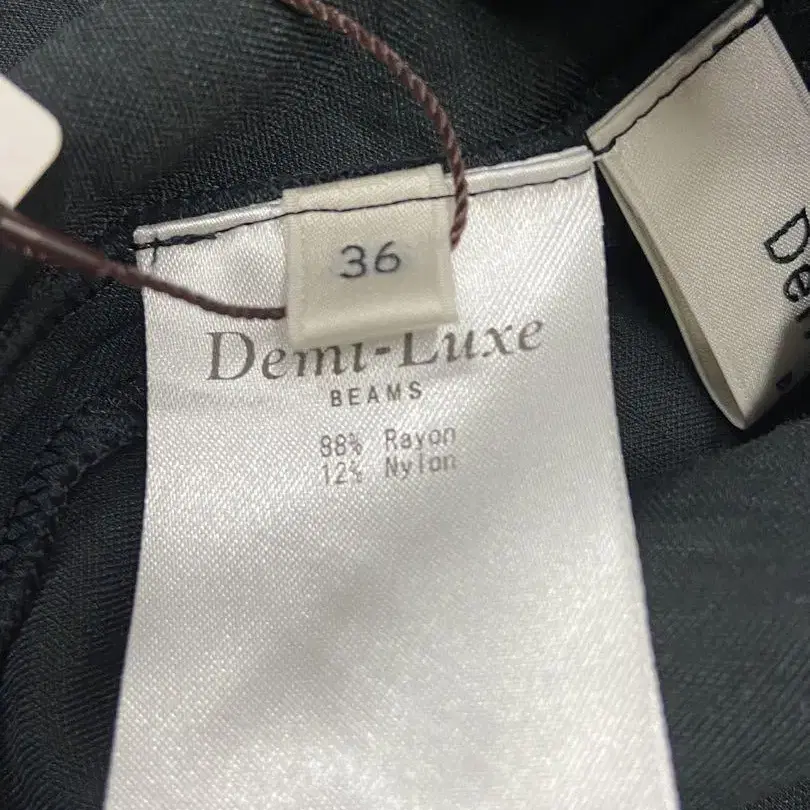 36
Demi-Luxe
BEAMS
88% Rayon
12% Nylon